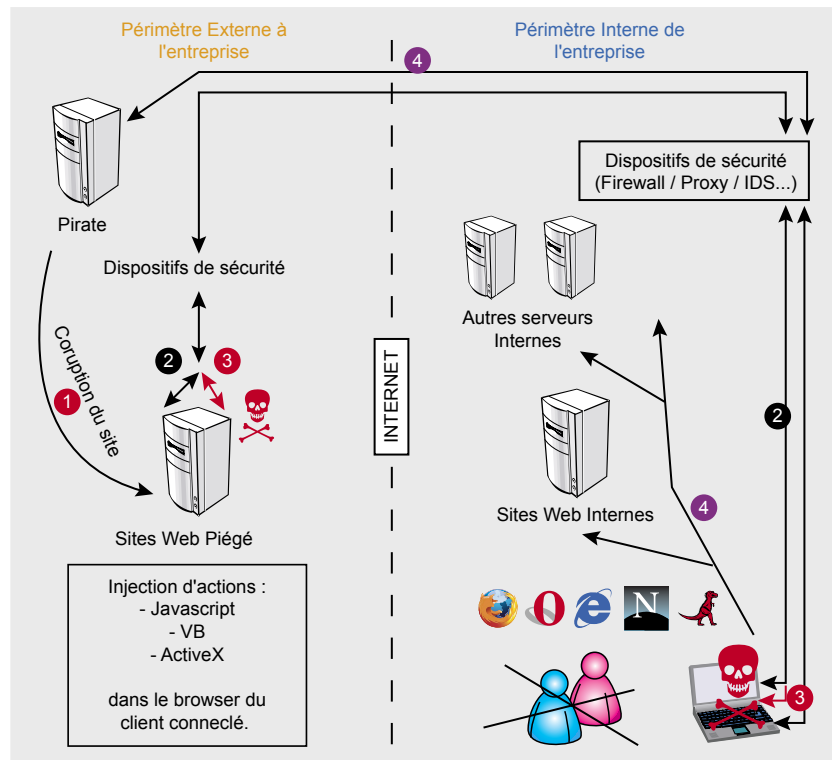 Périmètre Externe à
l'entreprise
Périmètre Interne de
l'entreprise
4
Dispositifs de sécurité
(Firewall / Proxy / IDS...)
Pirate
Dispositifs de sécurité
Autres serveurs
Internes
INTERNET
Coruption du site
1
2
3
2
Sites Web Piégé
Sites Web Internes
4
Injection d'actions :
- Javascript
- VB
- ActiveX
dans le browser du
client conneclé.
N
3